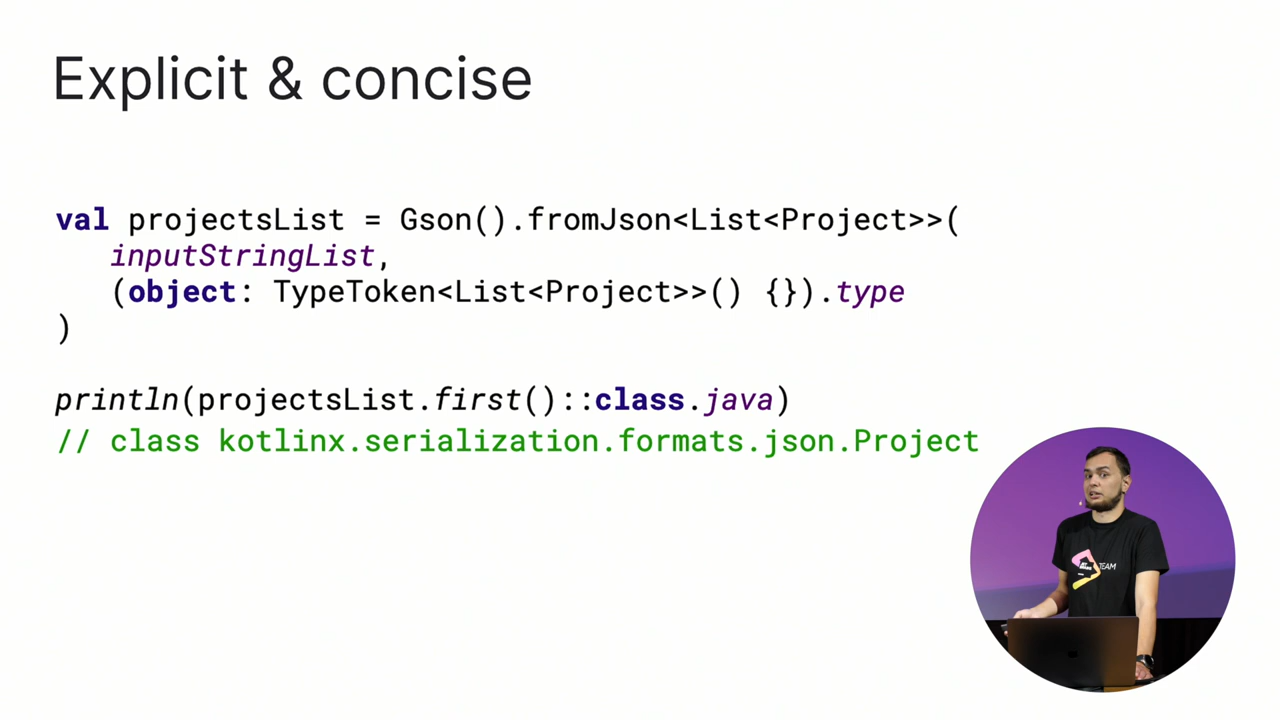 Explicit & concise
val projectsList = Gson().fromJson<List<Project>>(
inputStringList,
(object: TypeToken<List<Project>>() {}).type
)
println(projectsList.first()::class.java)
// class kotlinx.serialization.formats.json.Project
TEAM